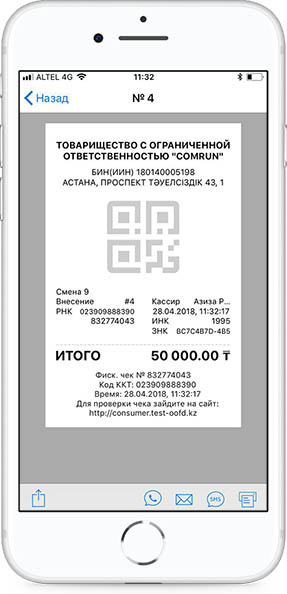 ALTEL 4G 11:32
Назад № 4
ТОВАРИЩЕСТВО С ОГРАНИЧЕННОЙ
ОТВЕТСТВЕННОСТЬЮ "COMRUN"
БИН(ИИН) 180140005198
АСТАНА, ПРОСПЕКТ ТӘУЕЛСІЗДІК 43, 1
Смена 9
Внесение #4 Кассир Азиза Р...
РНК 023909888390 28.04.2018, 11:32:17
832774043 ИНК 1995
ЗНК BC7C4B7D-4B5
ИТОГО 50 000.00 ₸
Фиск. чек № 832774043
Код ККТ: 023909888390
Время: 28.04.2018, 11:32:17
Для проверки чека зайдите на сайт:
http://consumer.test-oofd.kz
SMS